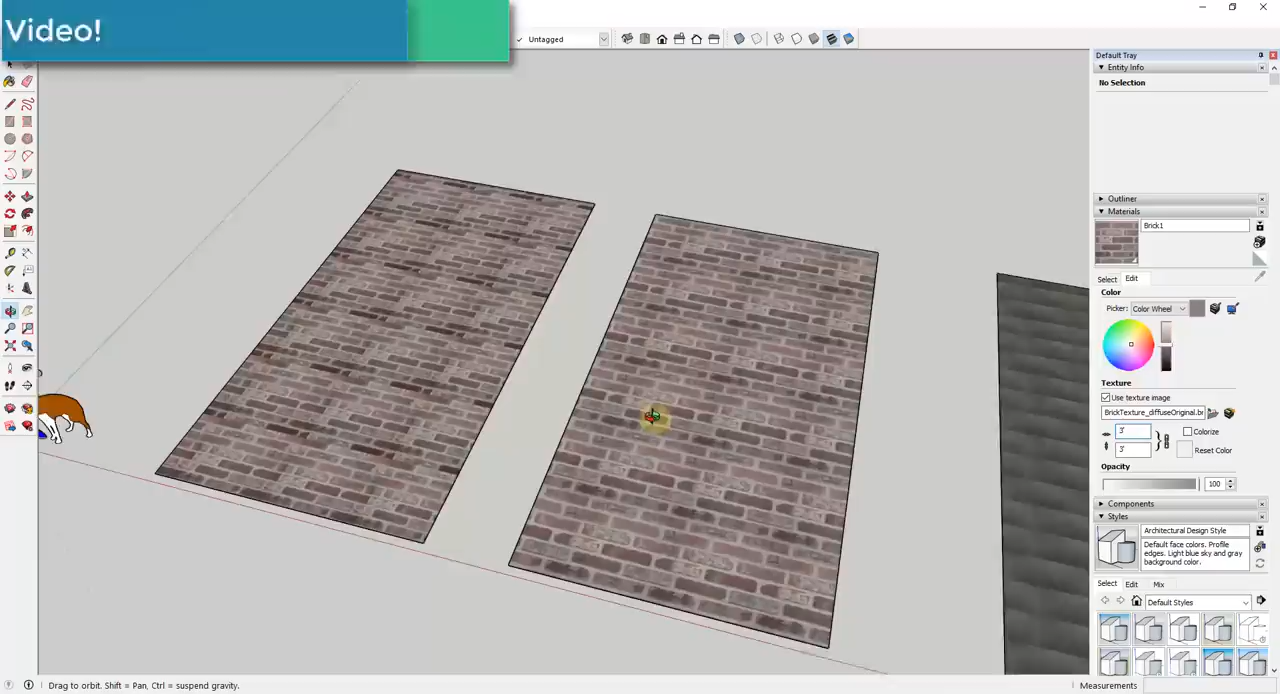 Video!
Untagged
Default Tray
Entity Info
No Selection
Outliner
Materials
Brick1
Select Edit
Color
Picker: Color Wheel
Texture
Use texture image
BrickTexture_diffuseOriginal.br
3'
Colorize
3'
Reset Color
Opacity
100
Components
Styles
Architectural Design Style
Default face colors. Profile
edges. Light blue sky and gray
background color.
Select Edit Mix
Default Styles
Drag to orbit. Shift = Pan, Ctrl = suspend gravity.
Measurements